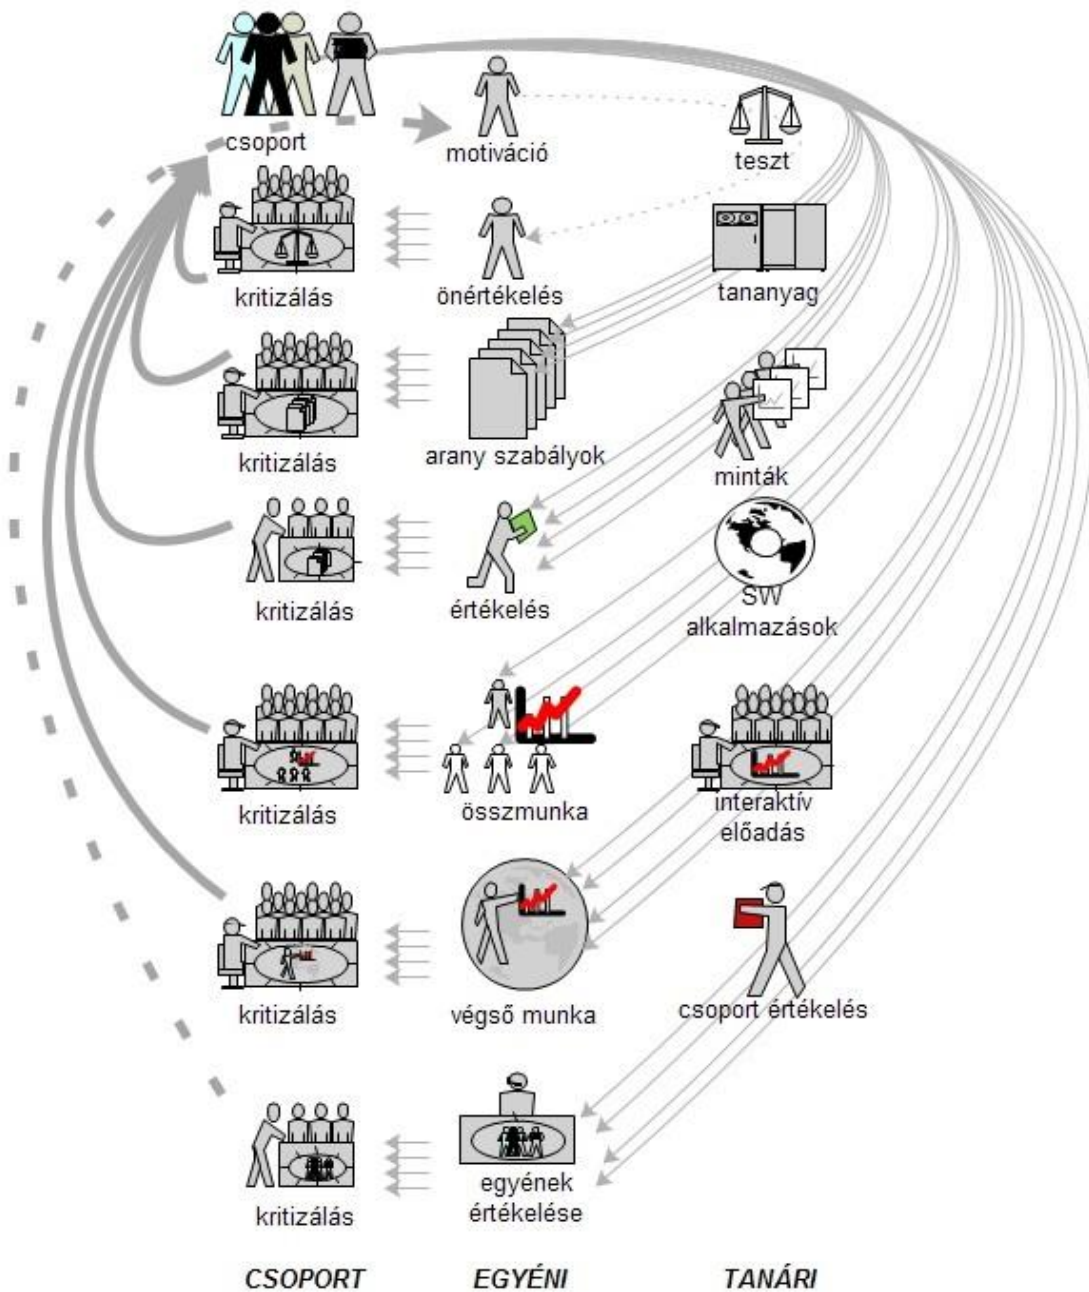 csoport
motiváció
teszt
kritizálás
önértékelés
tananyag
kritizálás
arany szabályok
minták
kritizálás
értékelés
SW
alkalmazások
kritizálás
összmunka
interaktív
előadás
kritizálás
végső munka
csoport értékelés
kritizálás
egyének
értékelése
CSOPORT
EGYÉNI
TANÁRI